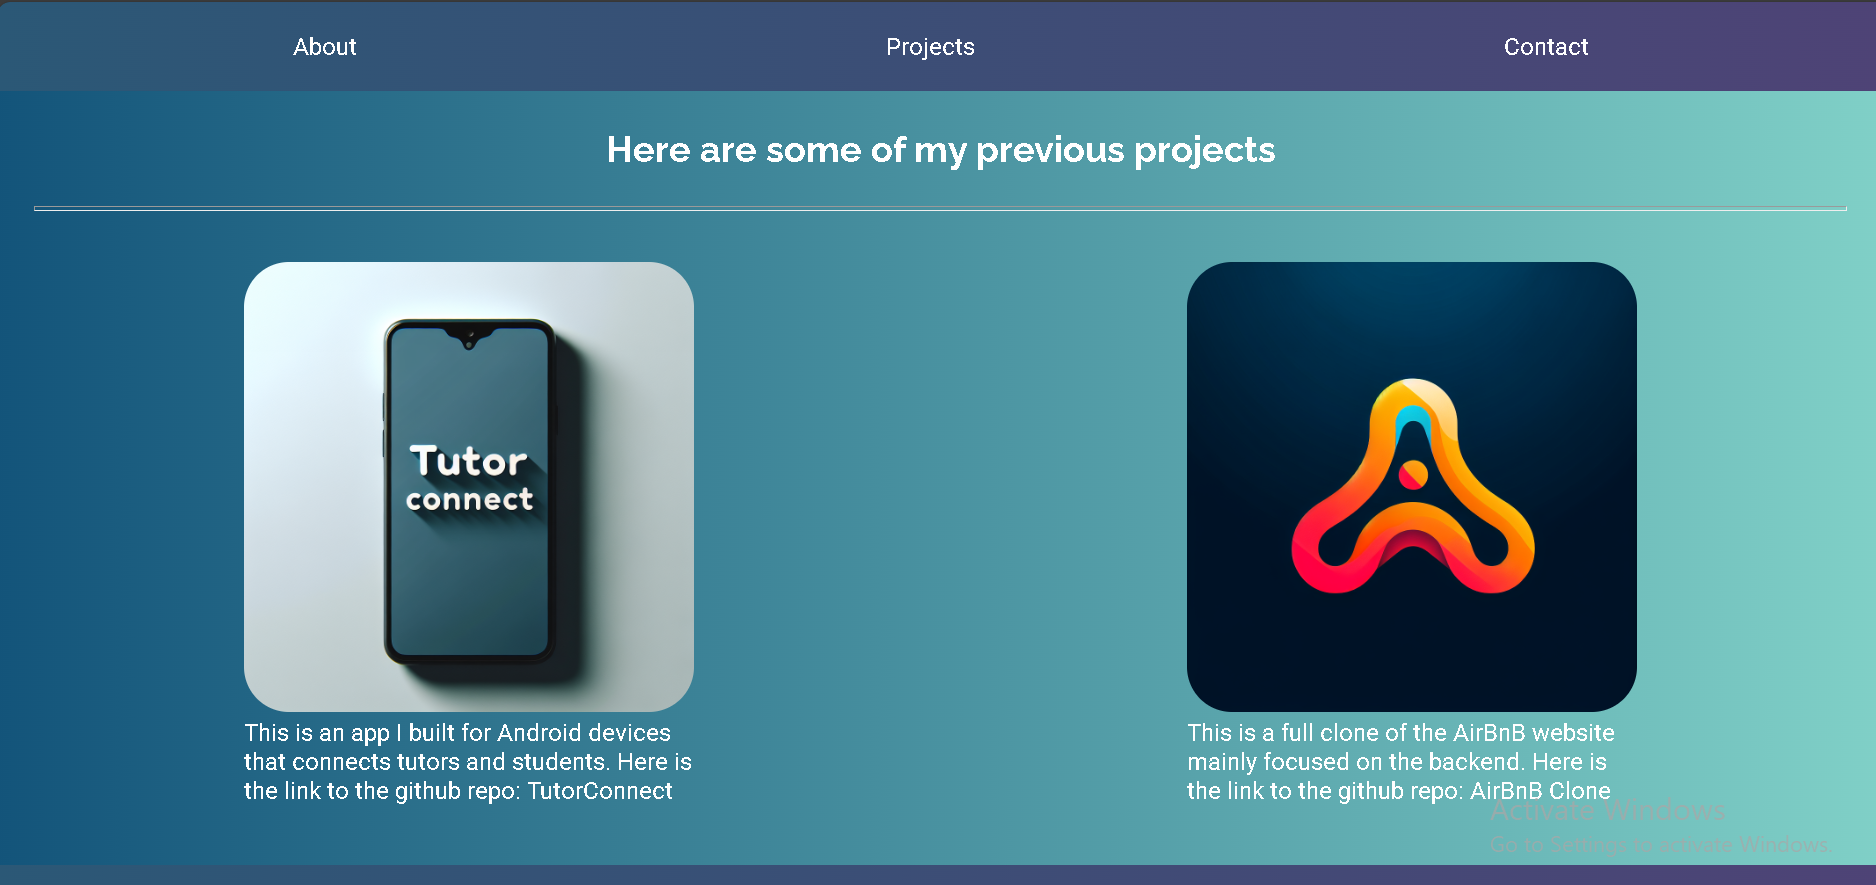 About
Projects
Contact
Here are some of my previous projects
Tutor
connect
This is an app I built for Android devices
that connects tutors and students. Here is
the link to the github repo: TutorConnect
This is a full clone of the AirBnB website
mainly focused on the backend. Here is
the link to the github repo: AirBnB Clone
Activate Windows
Go to Settings to activate Windows.